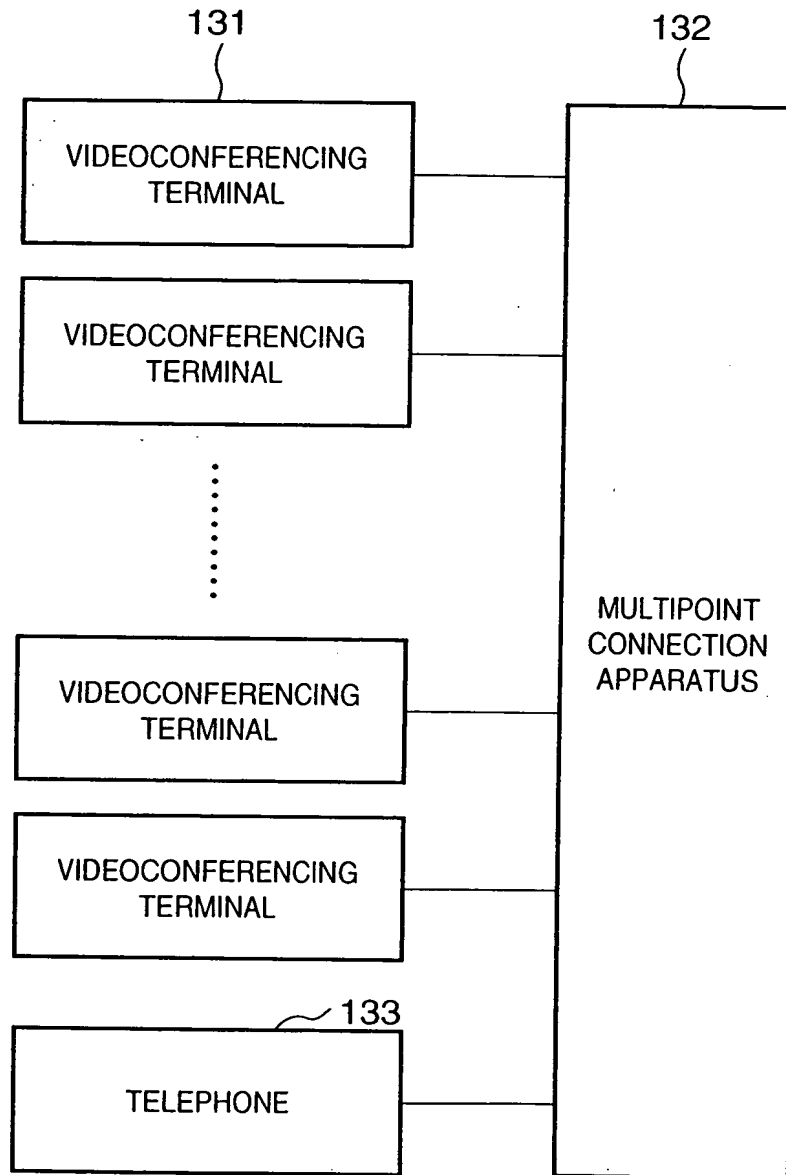 131
132
VIDEOCONFERENCING
TERMINAL
VIDEOCONFERENCING
TERMINAL
VIDEOCONFERENCING
TERMINAL
VIDEOCONFERENCING
TERMINAL
MULTIPOINT
CONNECTION
APPARATUS
133
TELEPHONE